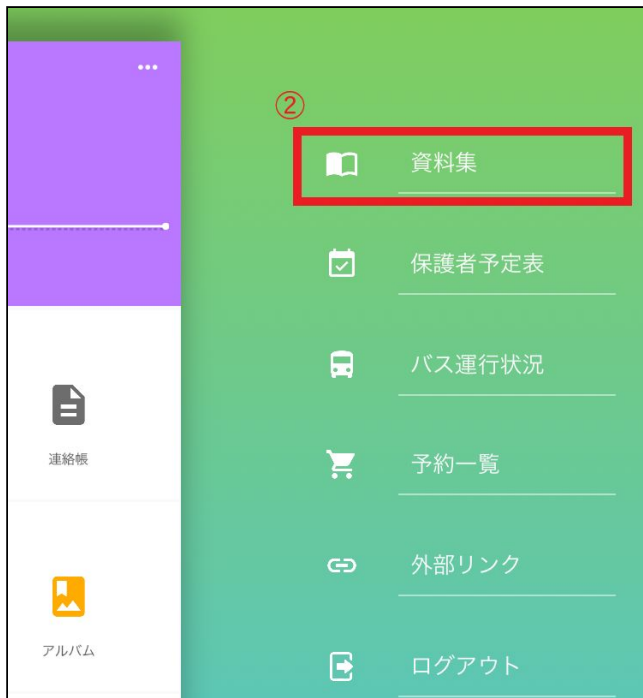 ②
資料集
保護者予定表
バス運行状況
連絡帳
予約一覧
外部リンク
アルバム
ログアウト